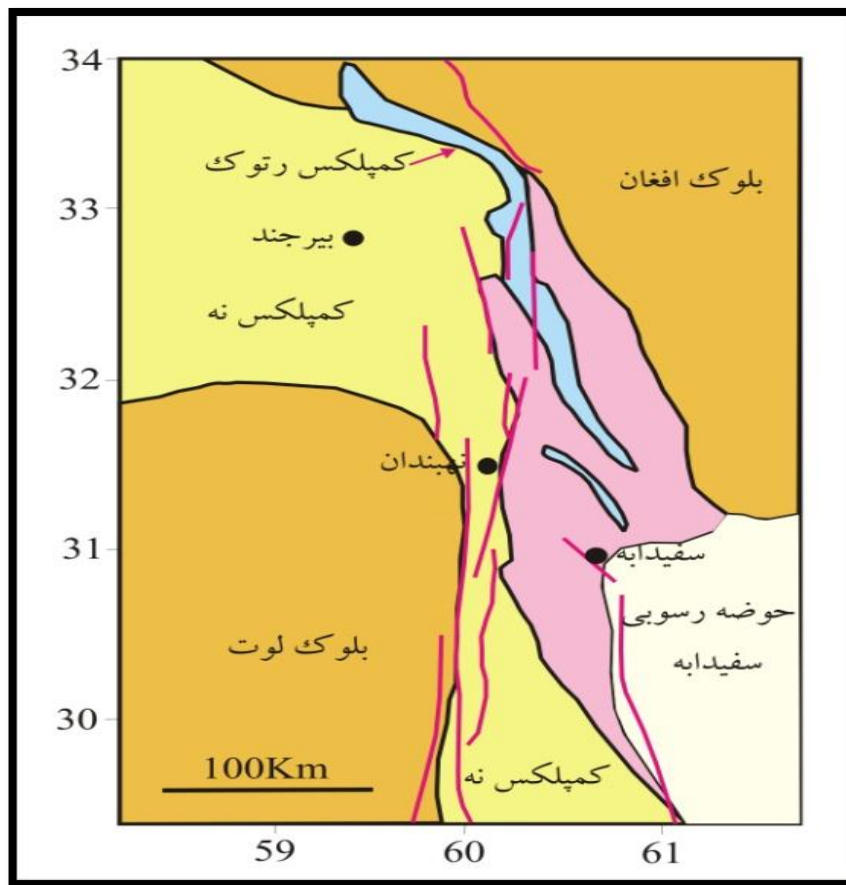 34
کمپلکس رتوک
بلوک افغان
33
بیرجند
کمپلکس نه
32
نهبندان
31
سفیدابه
حوضه رسوبی
سفیدابه
بلوک لوت
30
100Km
کمپلکس نه
59
60
61